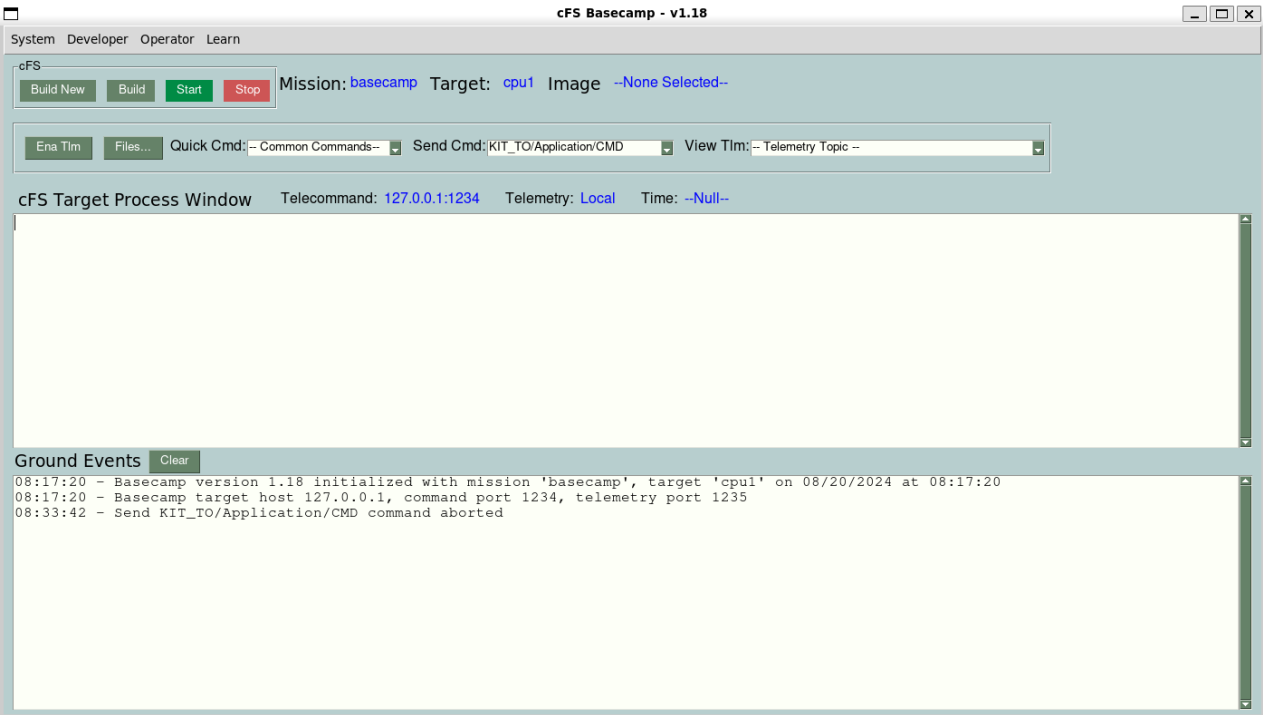 cFS Basecamp - v1.18
System Developer Operator Learn
cFS
Build New Build Start Stop Mission: basecamp Target: cpu1 Image --None Selected--
Ena Tlm Files... Quick Cmd: -- Common Commands-- Send Cmd: KIT_TO/Application/CMD View Tlm: -- Telemetry Topic --
cFS Target Process Window Telecommand: 127.0.0.1:1234 Telemetry: Local Time: --Null--
Ground Events Clear
08:17:20 - Basecamp version 1.18 initialized with mission 'basecamp', target 'cpu1' on 08/20/2024 at 08:17:20
08:17:20 - Basecamp target host 127.0.0.1, command port 1234, telemetry port 1235
08:33:42 - Send KIT_TO/Application/CMD command aborted